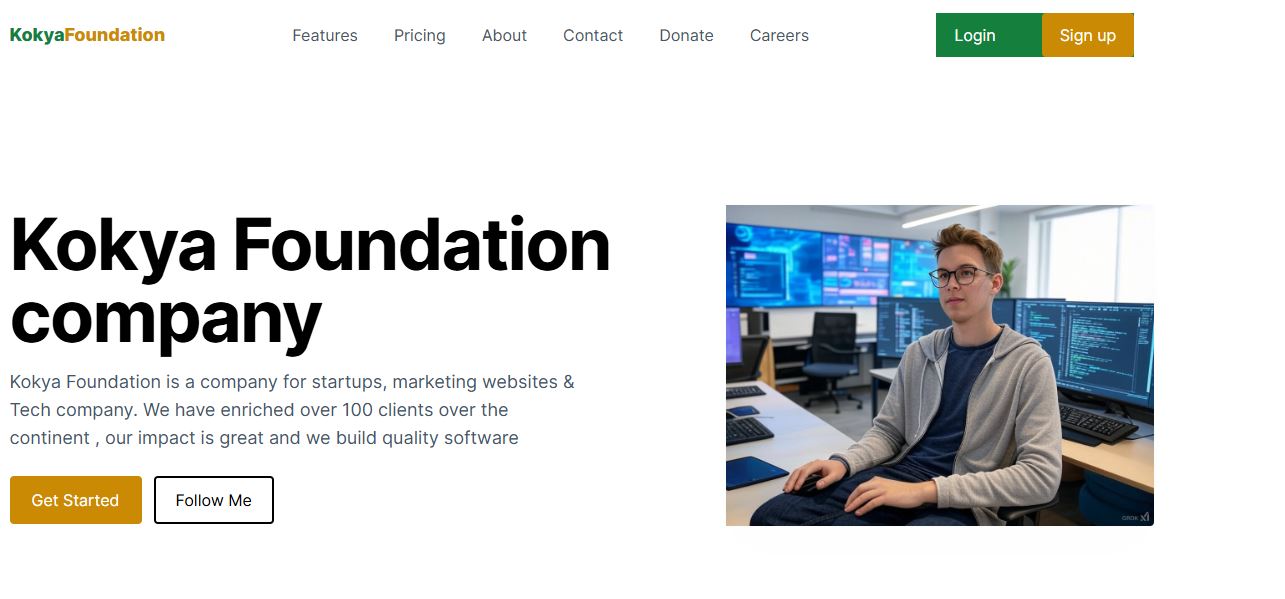 KokyaFoundation
Features Pricing About Contact Donate Careers
Login Sign up
Kokya Foundation
company
Kokya Foundation is a company for startups, marketing websites &
Tech company. We have enriched over 100 clients over the
continent , our impact is great and we build quality software
Get Started Follow Me
GROK